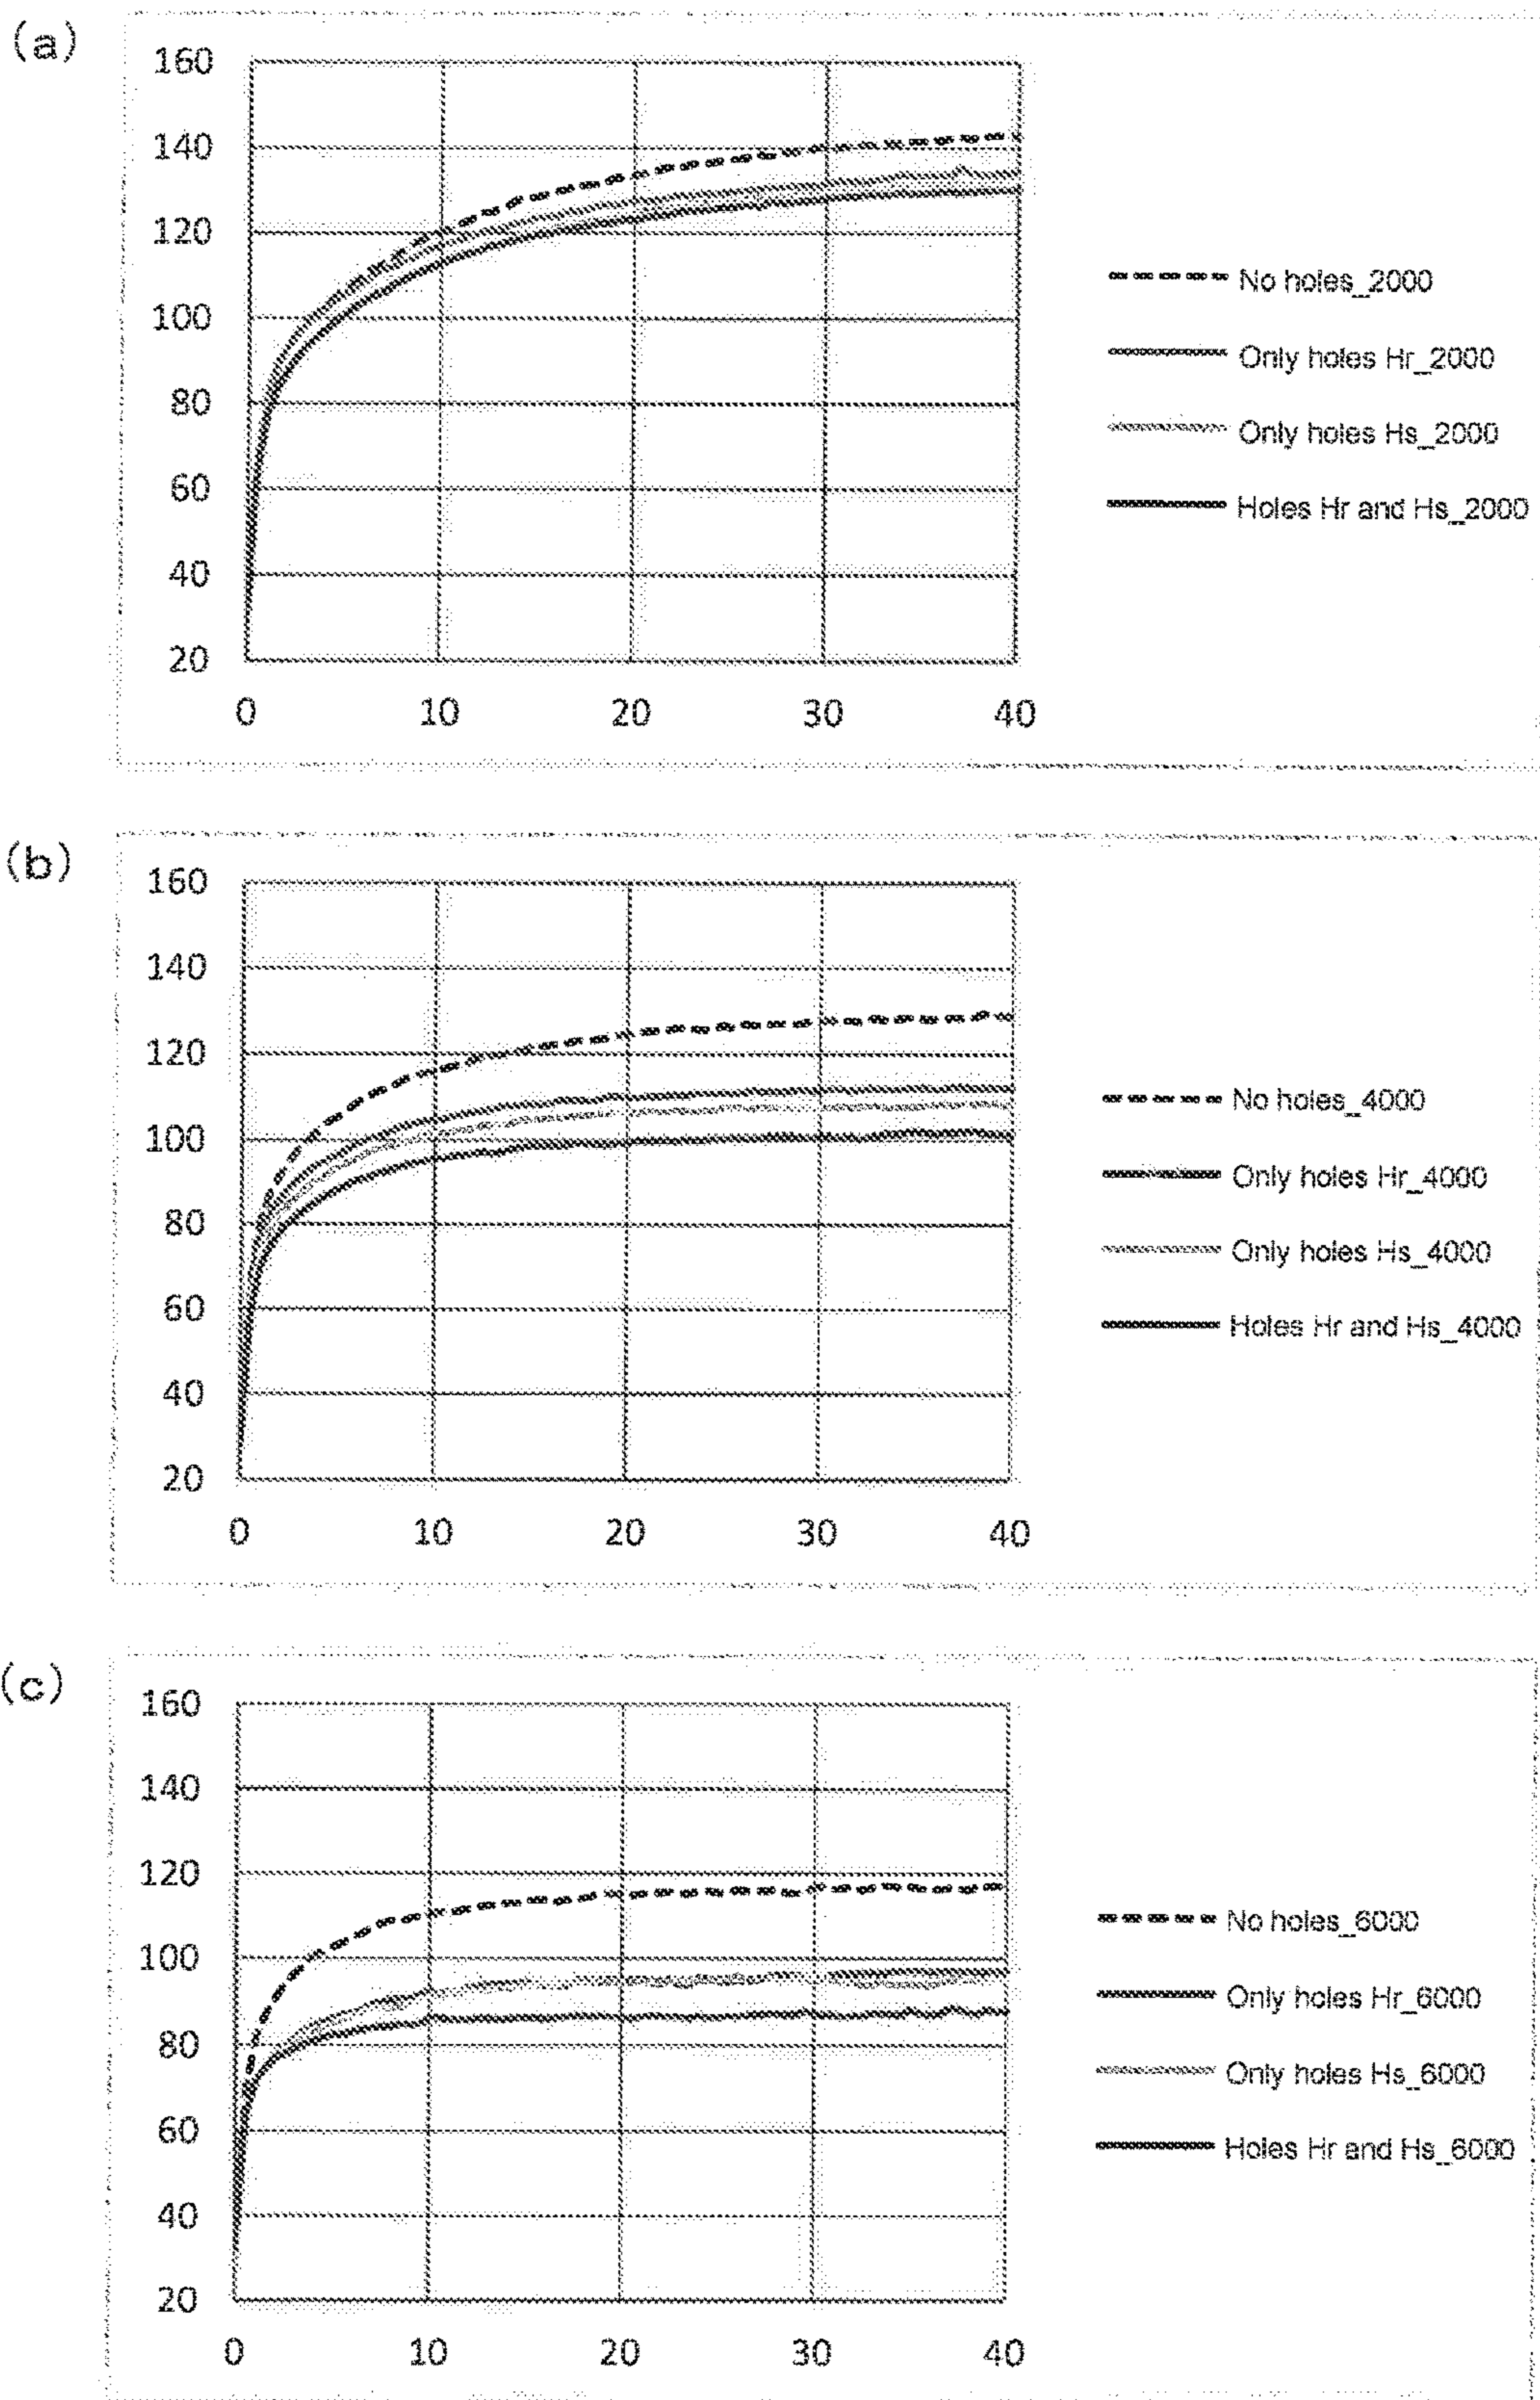 (a)
160
140
120
100
80
60
40
20
0 10 20 30 40
No holes_2000
Only holes Hr_2000
Only holes Hs_2000
Holes Hr and Hs_2000
(b)
160
140
120
100
80
60
40
20
0 10 20 30 40
No holes_4000
Only holes Hr_4000
Only holes Hs_4000
Holes Hr and Hs_4000
(c)
160
140
120
100
80
60
40
20
0 10 20 30 40
No holes_6000
Only holes Hr_6000
Only holes Hs_6000
Holes Hr and Hs_6000